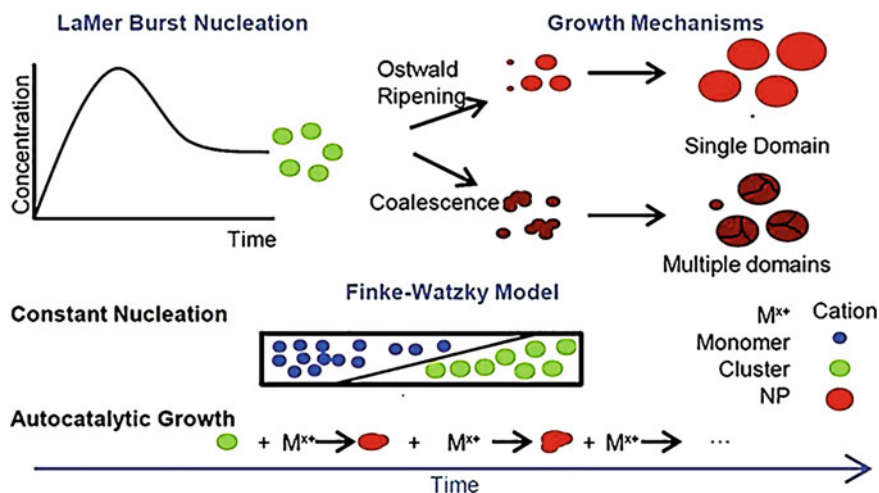 LaMer Burst Nucleation
Growth Mechanisms
Concentration
Time
Ostwald
Ripening
Single Domain
Coalescence
Multiple domains
Finke-Watzky Model
Constant Nucleation
Mˣ⁺ Cation
Monomer
Cluster
NP
Autocatalytic Growth
+ Mˣ⁺ + Mˣ⁺ + Mˣ⁺ ...
Time